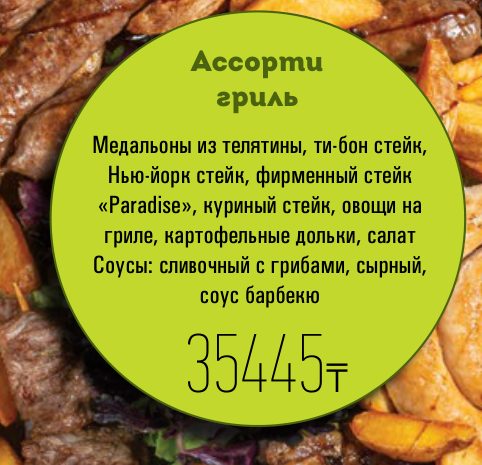 Ассорти
гриль
Медальоны из телятины, ти-бон стейк,
Нью-йорк стейк, фирменный стейк
«Paradise», куриный стейк, овощи на
гриле, картофельные дольки, салат
Соусы: сливочный с грибами, сырный,
соус барбекю
35445₸